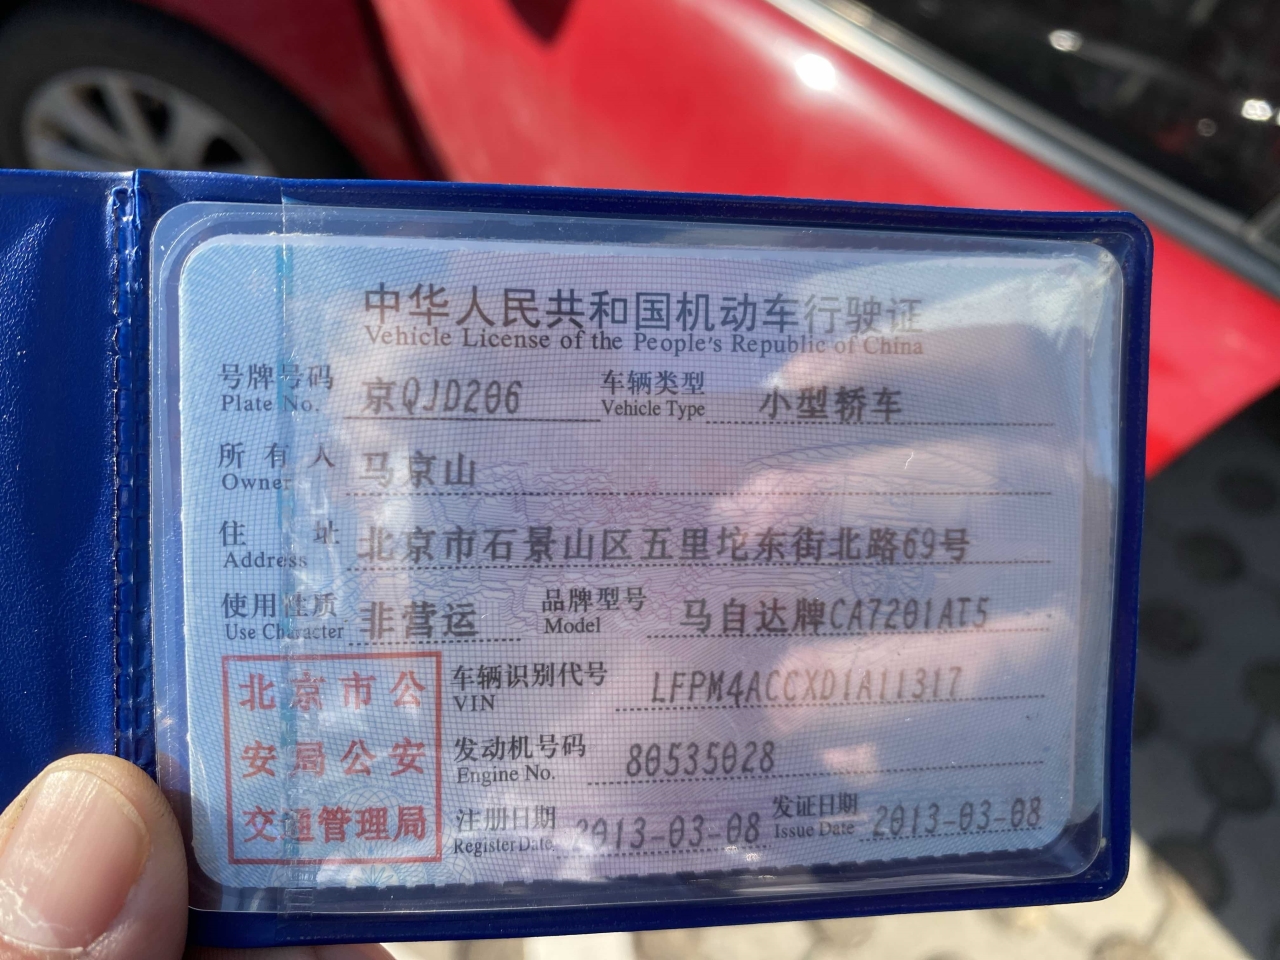 中华人民共和国机动车行驶证
Vehicle License of the People's Republic of China
号牌号码 京QJD206 车辆类型 小型轿车
Plate No. Vehicle Type
所有人 马京山
Owner
住址 北京市石景山区五里坨东街北路69号
Address
使用性质 非营运 品牌型号 马自达牌CA7201AT5
Use Character Model
北京市公 车辆识别代号 LFPM4ACCXD1A11317
VIN
安局公安 发动机号码 80535028
Engine No.
交通管理局 注册日期 2013-03-08 发证日期 2013-03-08
Register Date Issue Date